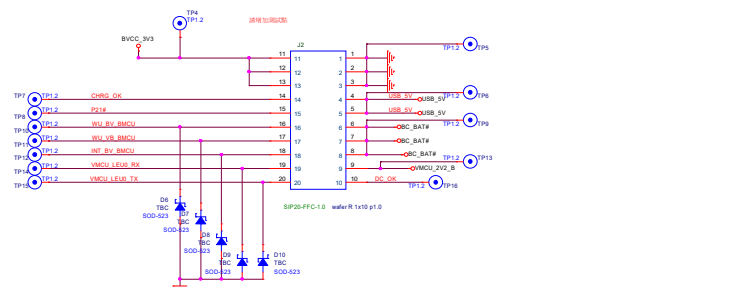 TP4
TP1.2
請增加測試點
BVCC_3V3
J2
TP1.2
TP5
11
11
1
1
12
12
2
2
13
13
3
3
TP7
TP1.2
CHRG_OK
14
14
4
4
USB_5V
USB_5V
TP1.2
TP6
TP8
TP1.2
P21#
15
15
5
5
USB_5V
USB_5V
TP10
TP1.2
WU_BV_BMCU
16
16
6
6
BC_BAT#
TP1.2
TP9
TP11
TP1.2
WU_VB_BMCU
17
17
7
7
BC_BAT#
TP12
TP1.2
INT_BV_BMCU
18
18
8
8
BC_BAT#
TP14
TP1.2
VMCU_LEU0_RX
19
19
9
9
VMCU_2V2_B
TP1.2
TP13
TP15
TP1.2
VMCU_LEU0_TX
20
20
10
10
DC_OK
TP1.2
TP16
SIP20-FFC-1.0
wafer R 1x10 p1.0
D6
TBC
SOD-523
D7
TBC
SOD-523
D8
TBC
SOD-523
D9
TBC
SOD-523
D10
TBC
SOD-523